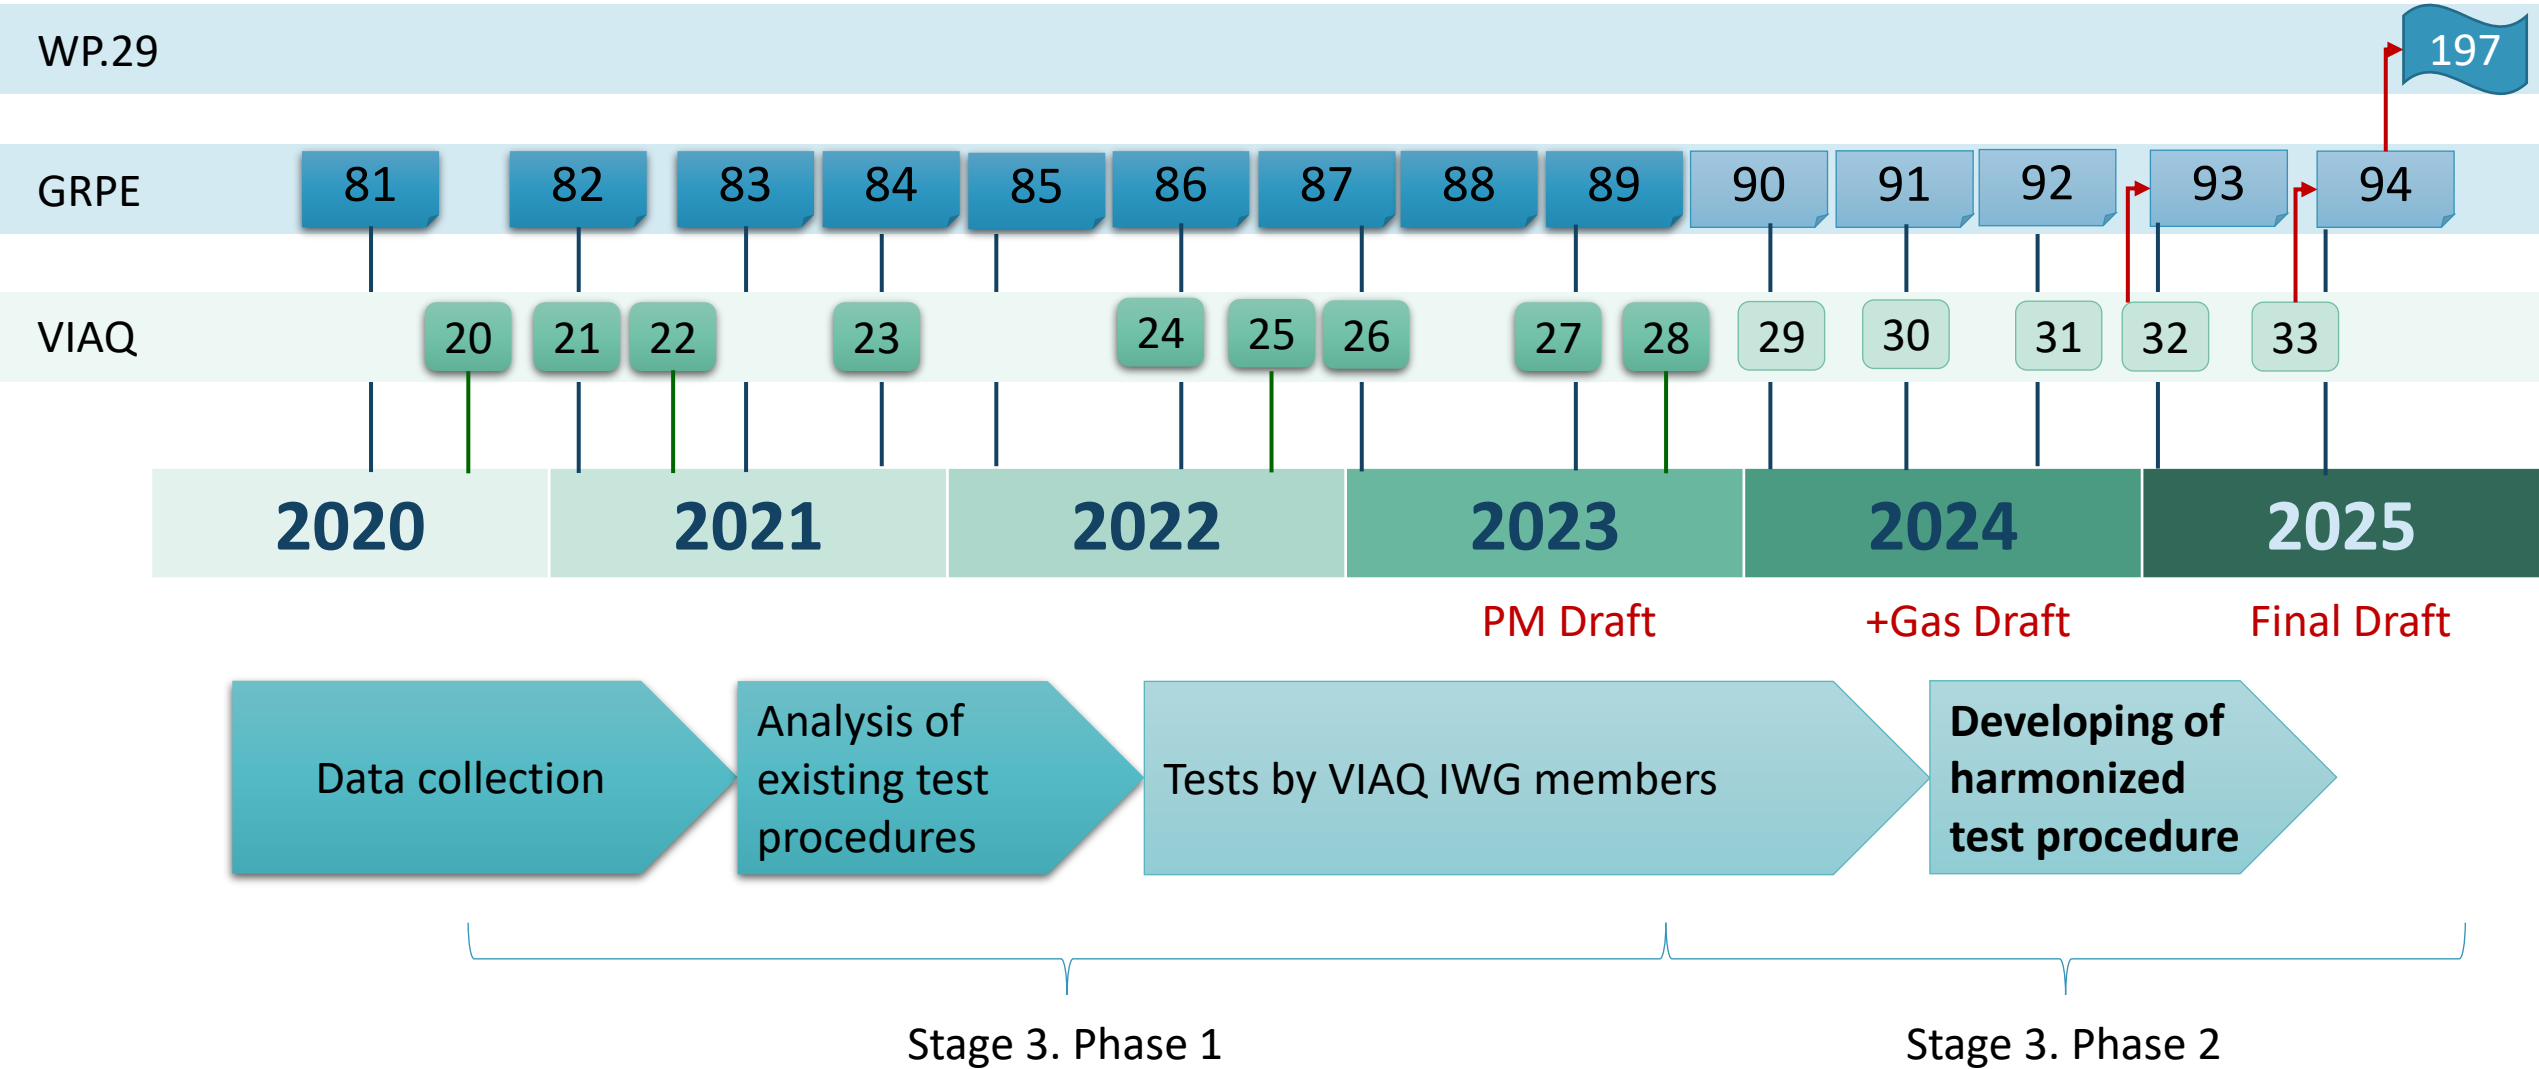 WP.29
197
GRPE
81
82
83
84
85
86
87
88
89
90
91
92
93
94
VIAQ
20
21
22
23
24
25
26
27
28
29
30
31
32
33
2020
2021
2022
2023
2024
2025
PM Draft
+Gas Draft
Final Draft
Data collection
Analysis of
existing test
procedures
Tests by VIAQ IWG members
Developing of
harmonized
test procedure
Stage 3. Phase 1
Stage 3. Phase 2